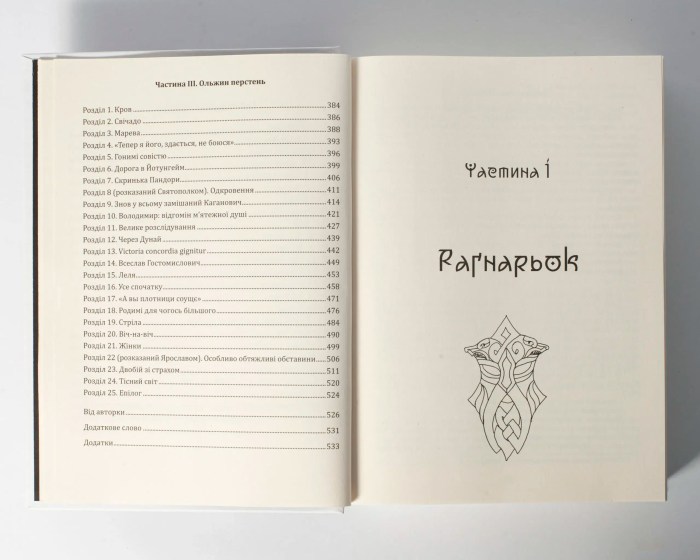 Частина III. Ольжин перстень
Розділ 1. Кров 384
Розділ 2. Свічадо 386
Розділ 3. Марева 388
Розділ 4. «Тепер я його, здається, не боюся» 393
Розділ 5. Гонимі совістю 396
Розділ 6. Дорога в Йотунгейм 399
Розділ 7. Скринька Пандори 406
Розділ 8 (розказаний Святополком). Одкровення 411
Розділ 9. Знов у всьому замішаний Каганович 414
Розділ 10. Володимир: відгомін м'ятежної душі 421
Розділ 11. Велике розслідування 427
Розділ 12. Через Дунай 439
Розділ 13. Victoria concordia gignitur 442
Розділ 14. Всеслав Гостомислович 449
Розділ 15. Леля 453
Розділ 16. Усе спочатку 458
Розділ 17. «А вы плотници соуще» 471
Розділ 18. Родимі для чогось більшого 476
Розділ 19. Стріла 484
Розділ 20. Віч-на-віч 490
Розділ 21. Жінки 499
Розділ 22 (розказаний Ярославом). Особливо обтяжливі обставини 506
Розділ 23. Двобій зі страхом 511
Розділ 24. Тісний світ 520
Розділ 25. Епілог 524
Від авторки 526
Додаткове слово 531
Додатки 533
Частина І
Раґнарьок